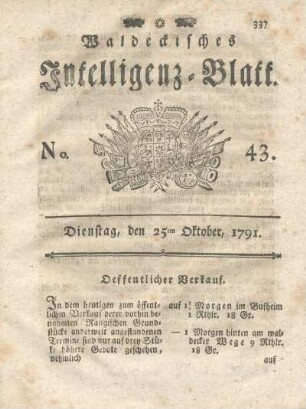 337
Waldeckisches
Intelligenz-Blatt.
No. 43.
Dienstag, den 25ten Oktober, 1791.
Oeffentlicher Verkauf.
In dem heutigen zum öffent-
lichen Verkauf derer vorhin be-
nahmten Rangischen Grund-
stücke anderweit angestandenen
Termine sind nur auf drey Stü-
cke höhere Gebote geschehen,
nehmlich
auf 1½ Morgen im Busheim
1 Rthlr. 18 Gr.
— 1 Morgen hinten am wal-
decker Wege 9 Rthlr.
18 Gr.
auf